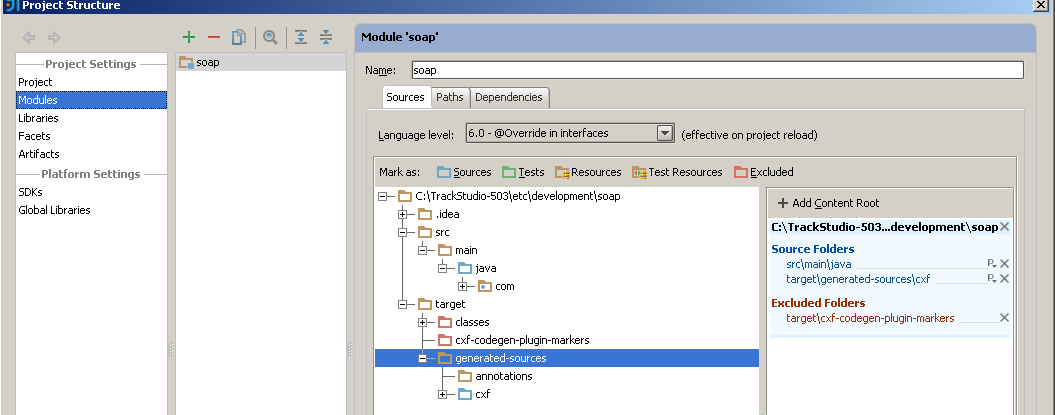 Project Structure
Project Settings
Project
Modules
Libraries
Facets
Artifacts
Platform Settings
SDKs
Global Libraries
soap
Module 'soap'
Name: soap
Sources Paths Dependencies
Language level: 6.0 - @Override in interfaces (effective on project reload)
Mark as: Sources Tests Resources Test Resources Excluded
C:\TrackStudio-503\etc\development\soap
.idea
src
main
java
com
target
classes
cxf-codegen-plugin-markers
generated-sources
annotations
cxf
+ Add Content Root
C:\TrackStudio-503...development\soap
Source Folders
src\main\java
target\generated-sources\cxf
Excluded Folders
target\cxf-codegen-plugin-markers